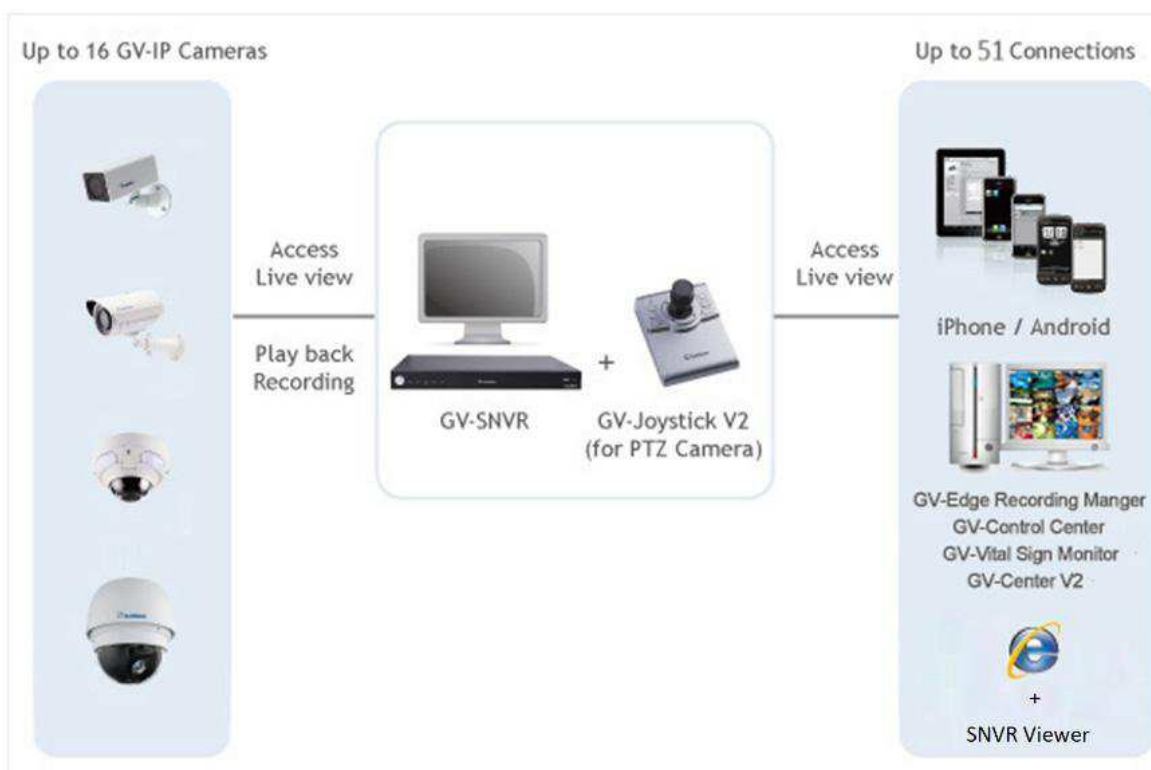 Up to 16 GV-IP Cameras
Up to 51 Connections
Access
Live view
Play back
Recording
GV-SNVR
+
GV-Joystick V2
(for PTZ Camera)
Access
Live view
iPhone / Android
GV-Edge Recording Manger
GV-Control Center
GV-Vital Sign Monitor
GV-Center V2
+
SNVR Viewer